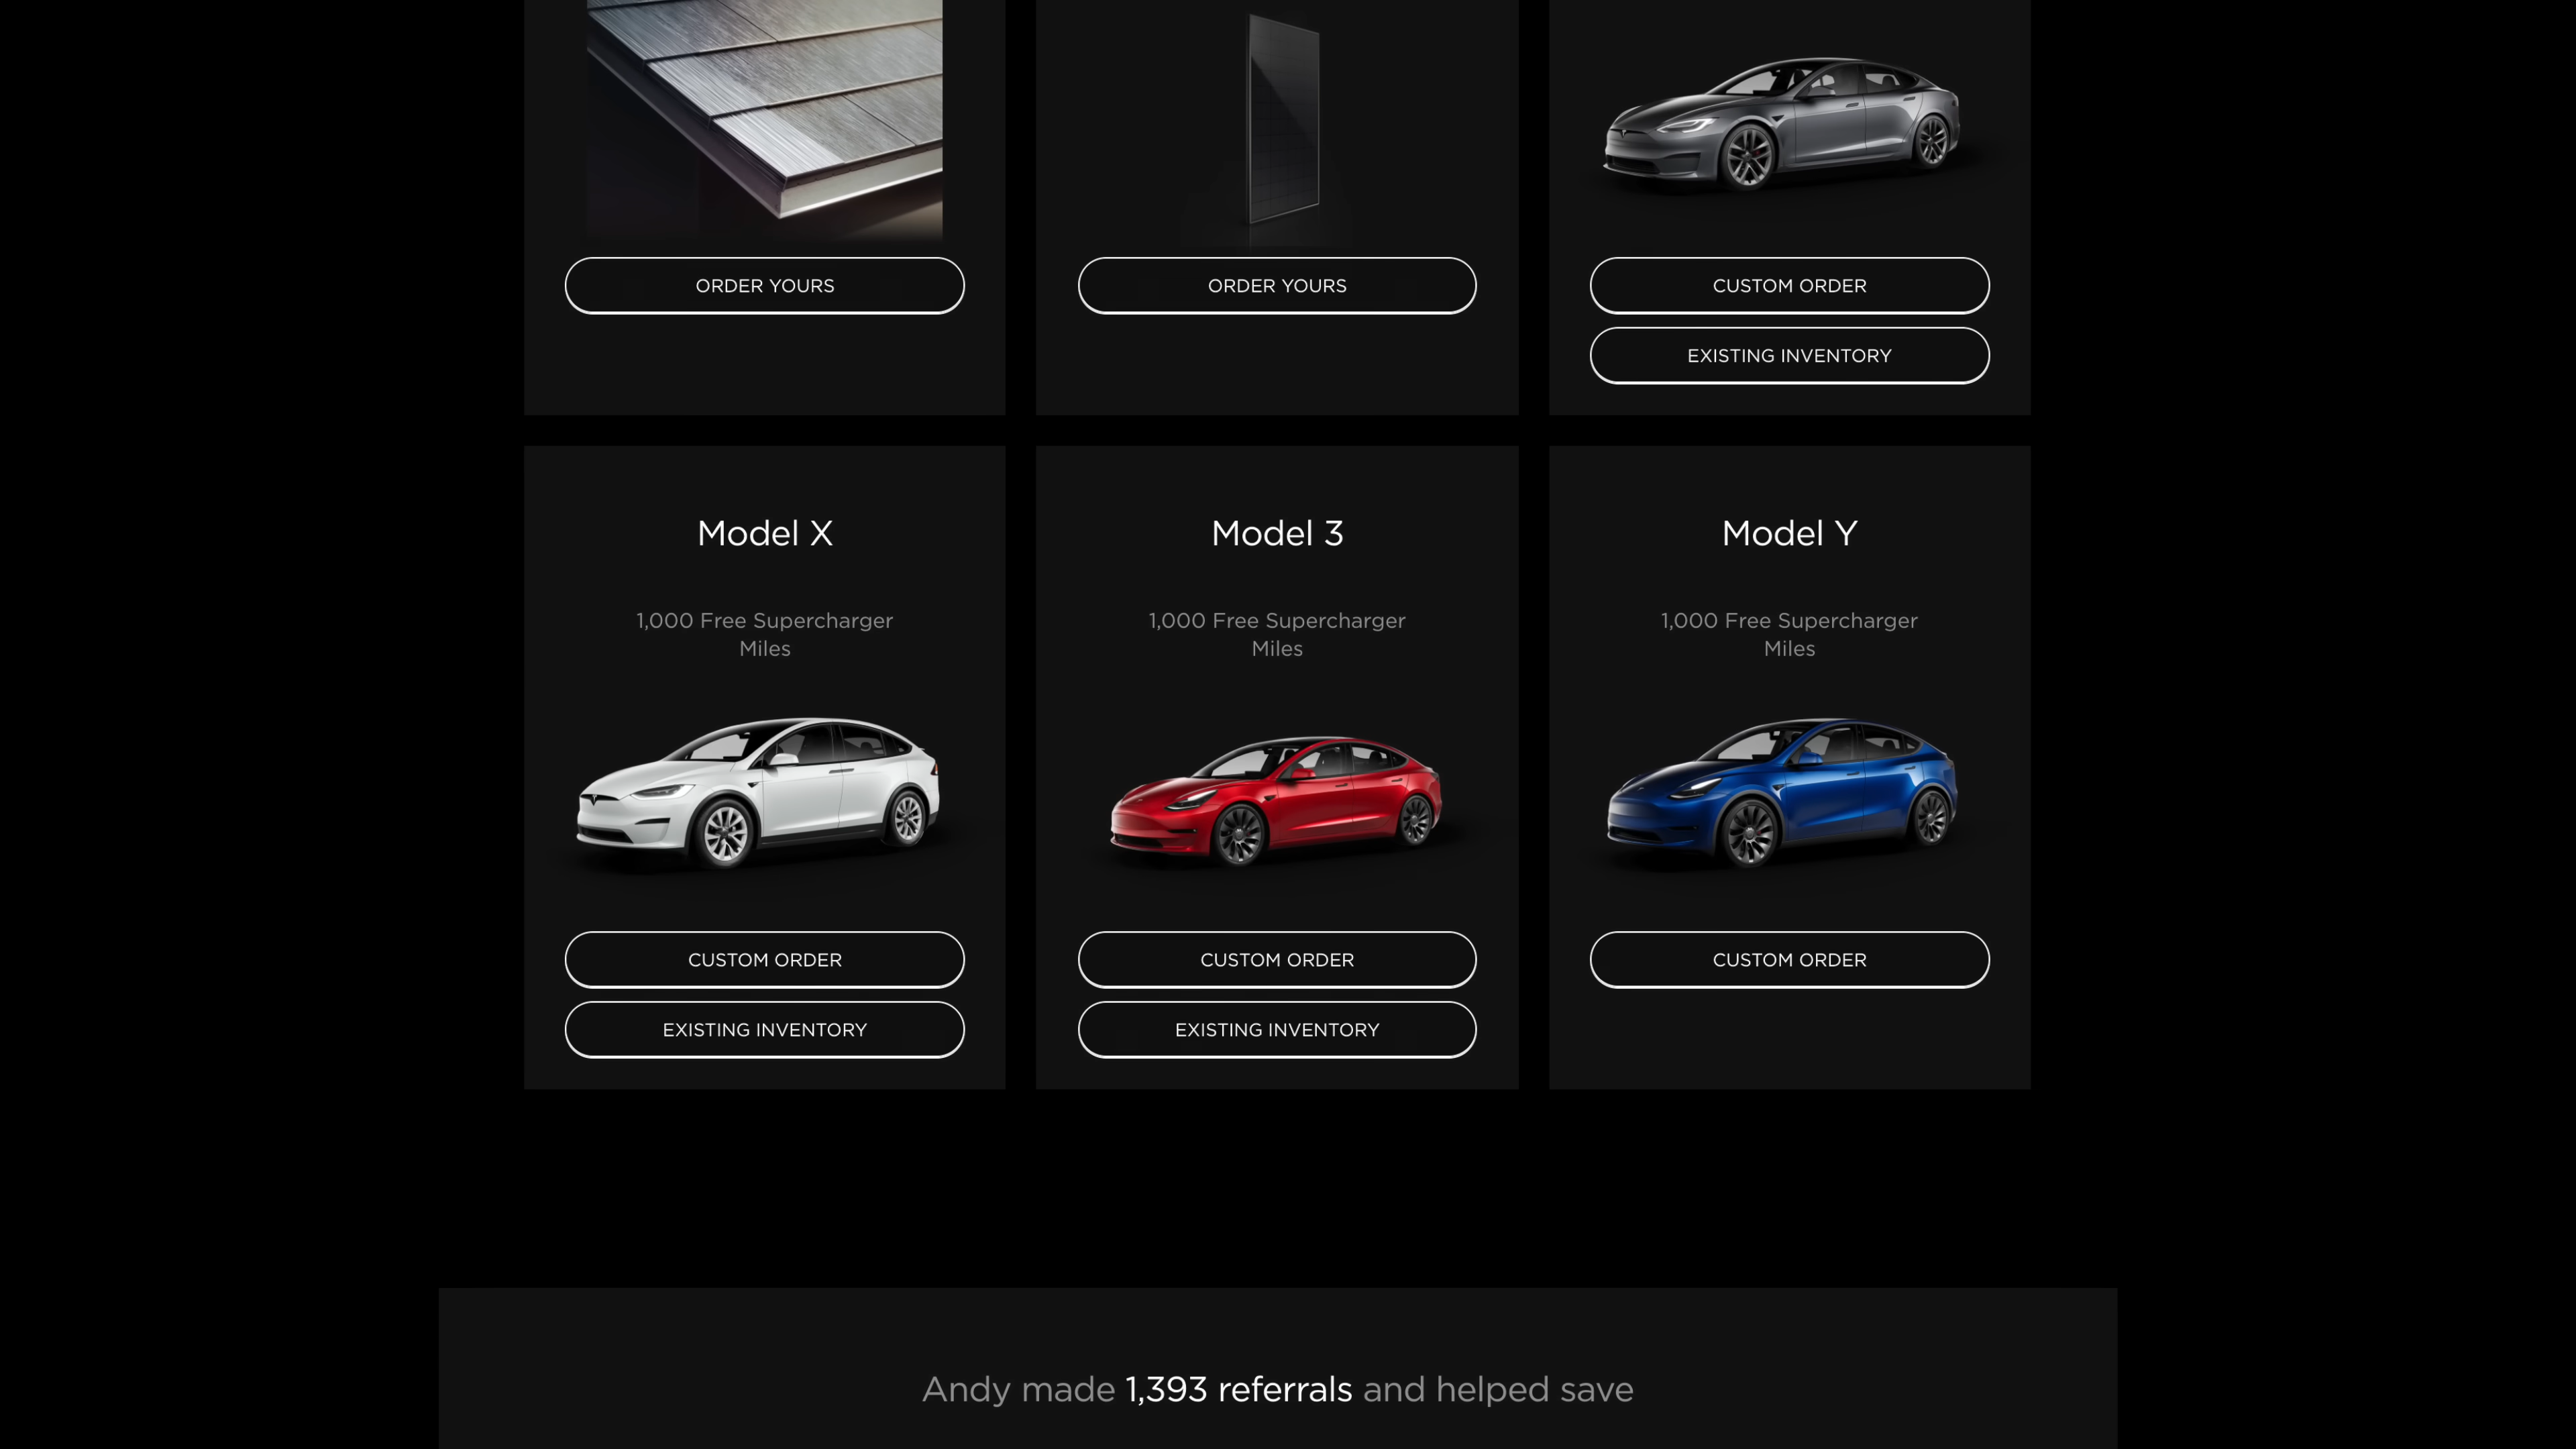 ORDER YOURS
ORDER YOURS
CUSTOM ORDER
EXISTING INVENTORY
Model X
1,000 Free Supercharger
Miles
CUSTOM ORDER
EXISTING INVENTORY
Model 3
1,000 Free Supercharger
Miles
CUSTOM ORDER
EXISTING INVENTORY
Model Y
1,000 Free Supercharger
Miles
CUSTOM ORDER
Andy made 1,393 referrals and helped save